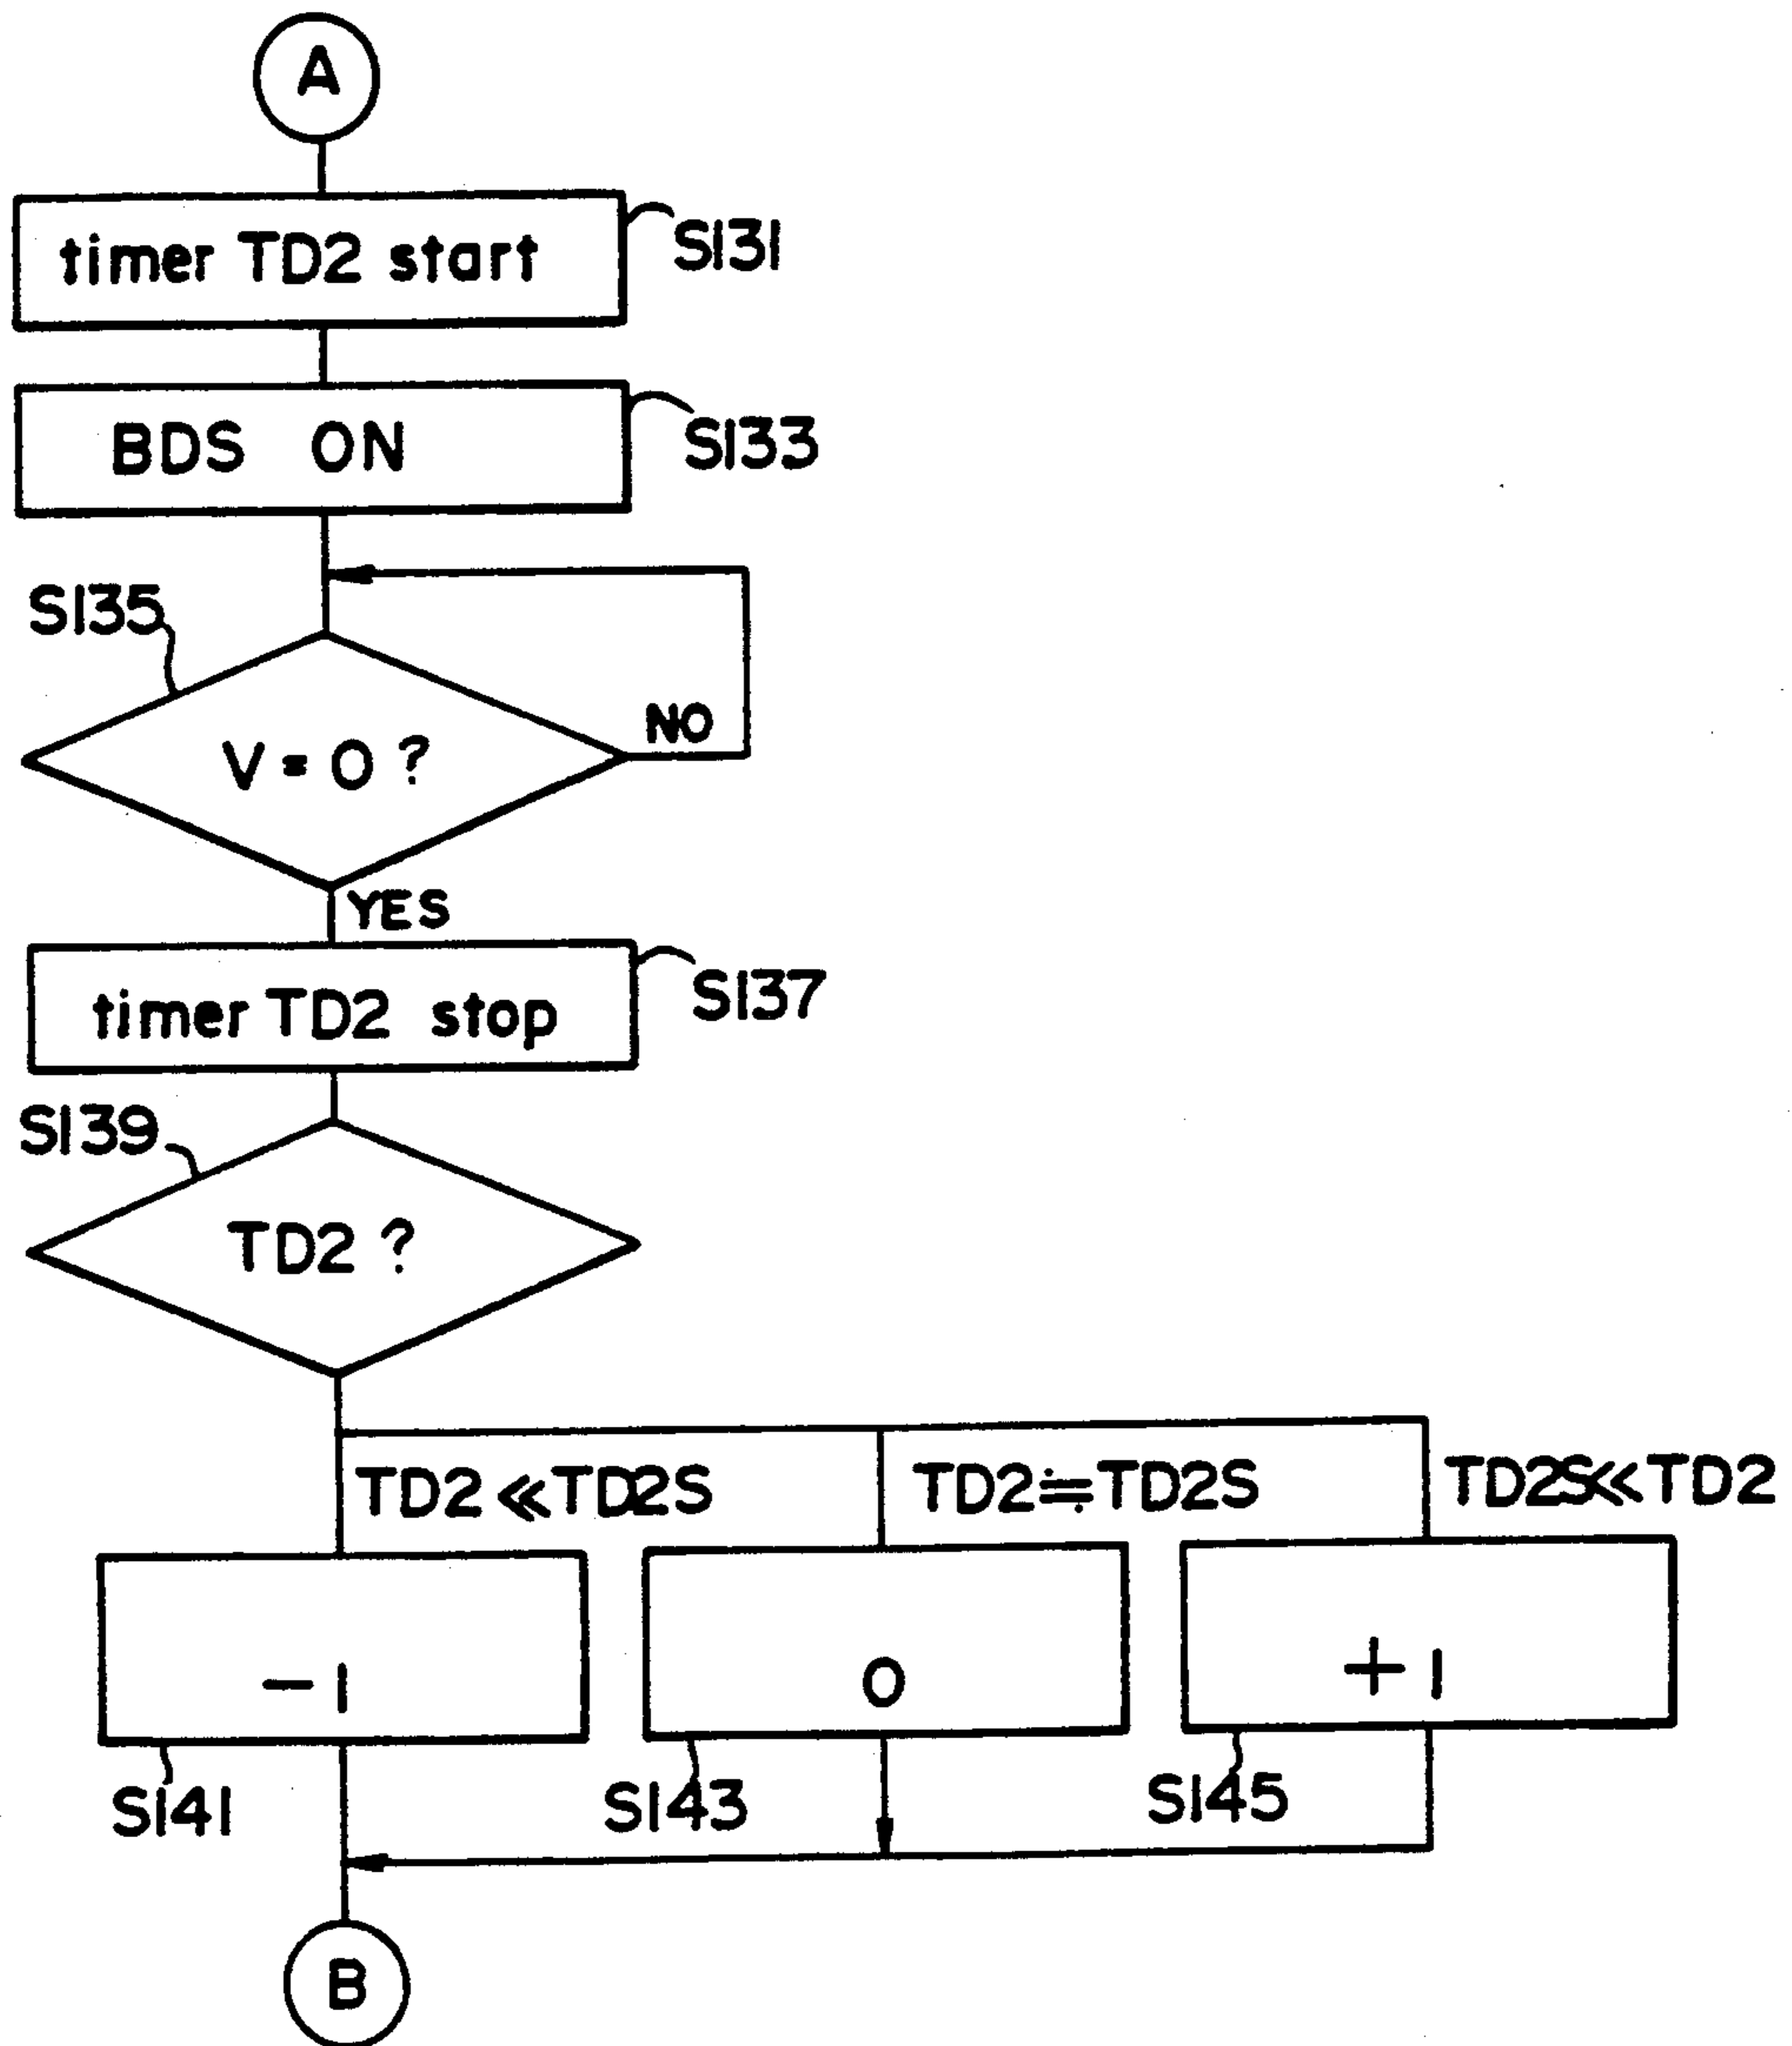 A
timer TD2 start
S131
BDS ON
S133
S135
V = 0 ?
NO
YES
timer TD2 stop
S137
S139
TD2 ?
TD2≪TD2S
TD2≒TD2S
TD2S≪TD2
-1
0
+1
S141
S143
S145
B